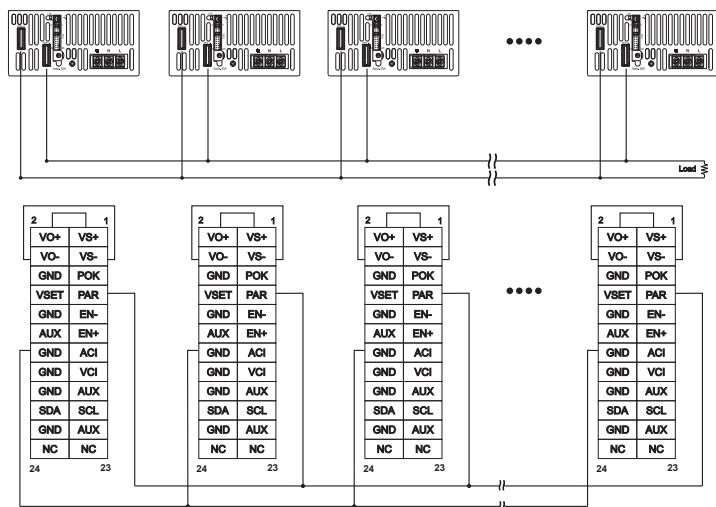 N L
N L
N L
N L
Load
2 1 2 1 2 1 2 1
VO+ VS+ VO+ VS+ VO+ VS+ VO+ VS+
VO- VS- VO- VS- VO- VS- VO- VS-
GND POK GND POK GND POK GND POK
VSET PAR VSET PAR VSET PAR VSET PAR
GND EN- GND EN- GND EN- GND EN-
AUX EN+ AUX EN+ AUX EN+ AUX EN+
GND ACI GND ACI GND ACI GND ACI
GND VCI GND VCI GND VCI GND VCI
GND AUX GND AUX GND AUX GND AUX
SDA SCL SDA SCL SDA SCL SDA SCL
GND AUX GND AUX GND AUX GND AUX
NC NC NC NC NC NC NC NC
24 23 24 23 24 23 24 23